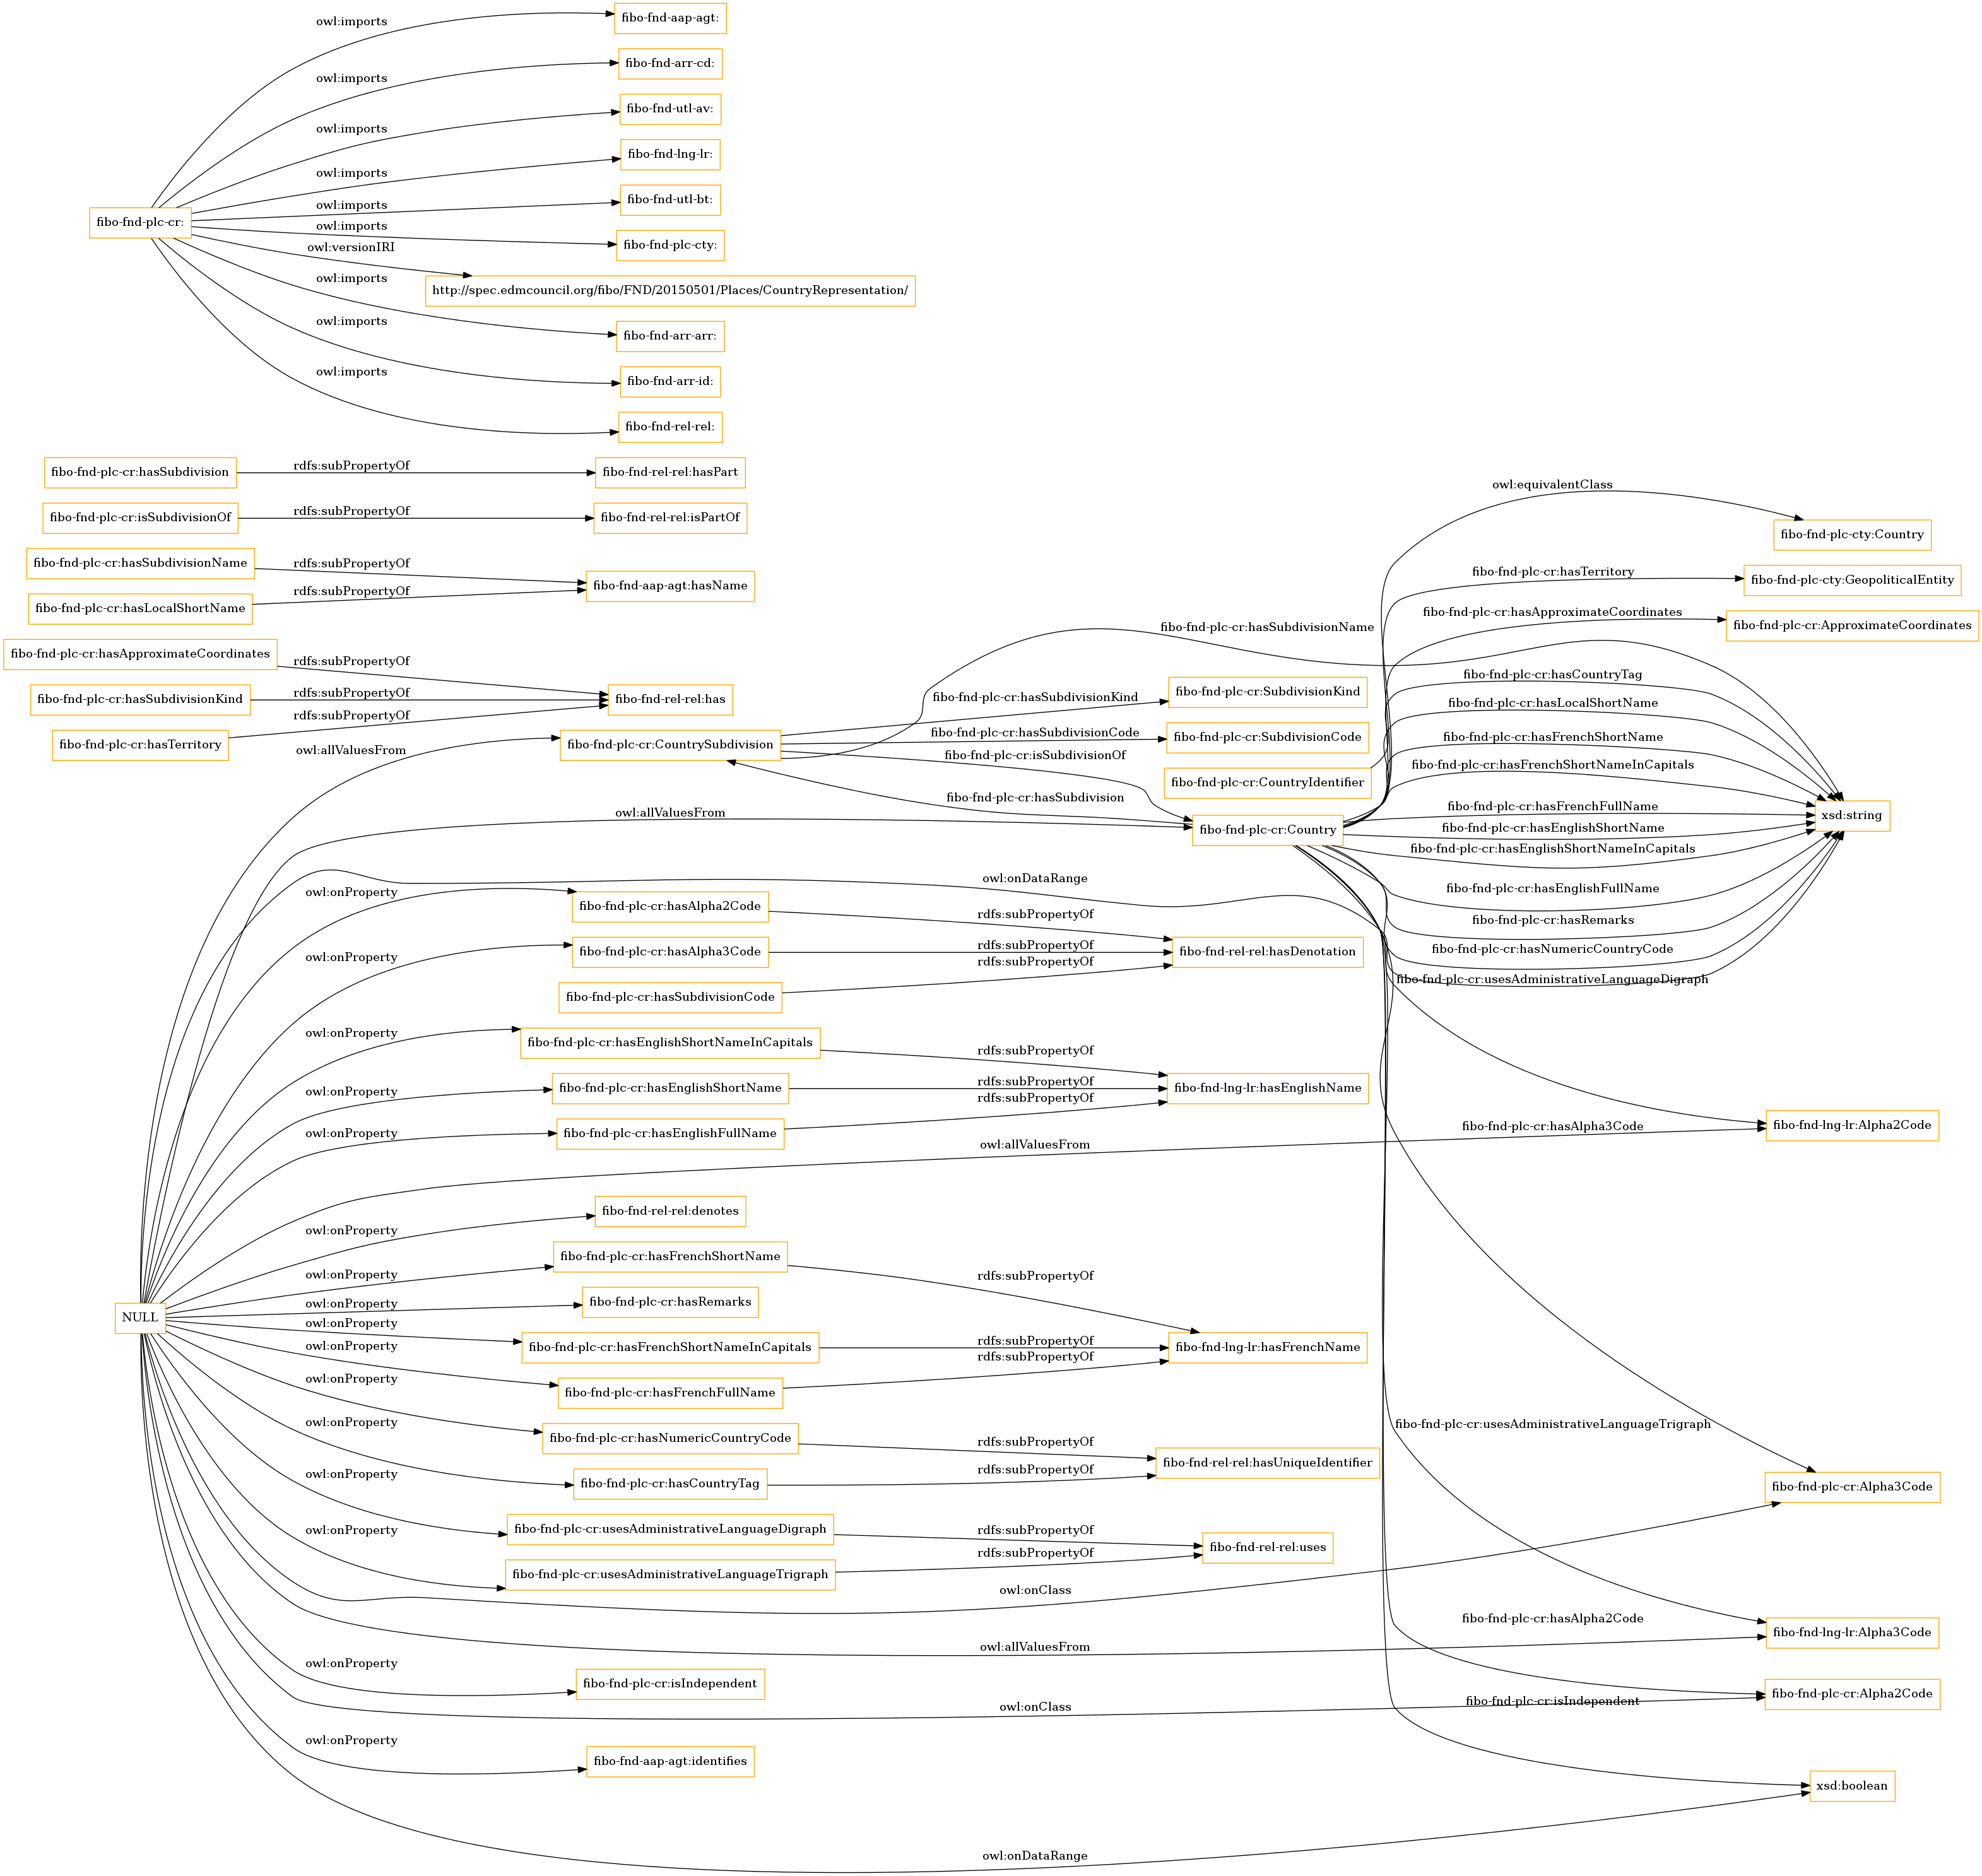 fibo-fnd-aap-agt:
owl:imports
fibo-fnd-arr-cd:
owl:imports
fibo-fnd-utl-av:
owl:imports
fibo-fnd-lng-lr:
owl:imports
fibo-fnd-utl-bt:
owl:imports
fibo-fnd-plc-cr:
owl:imports
fibo-fnd-plc-cty:
owl:versionIRI
http://spec.edmcouncil.org/fibo/FND/20150501/Places/CountryRepresentation/
owl:imports
fibo-fnd-arr-arr:
owl:imports
fibo-fnd-arr-id:
owl:imports
fibo-fnd-rel-rel:
fibo-fnd-plc-cr:hasSubdivision
rdfs:subPropertyOf
fibo-fnd-rel-rel:hasPart
fibo-fnd-plc-cr:isSubdivisionOf
rdfs:subPropertyOf
fibo-fnd-rel-rel:isPartOf
fibo-fnd-plc-cr:hasSubdivisionName
rdfs:subPropertyOf
fibo-fnd-aap-agt:hasName
fibo-fnd-plc-cr:hasLocalShortName
rdfs:subPropertyOf
fibo-fnd-plc-cr:hasApproximateCoordinates
rdfs:subPropertyOf
fibo-fnd-plc-cr:hasSubdivisionKind
rdfs:subPropertyOf
fibo-fnd-rel-rel:has
fibo-fnd-plc-cr:hasTerritory
rdfs:subPropertyOf
owl:equivalentClass
fibo-fnd-plc-cty:Country
fibo-fnd-plc-cr:hasTerritory
fibo-fnd-plc-cty:GeopoliticalEntity
fibo-fnd-plc-cr:hasApproximateCoordinates
fibo-fnd-plc-cr:ApproximateCoordinates
fibo-fnd-plc-cr:hasSubdivisionName
fibo-fnd-plc-cr:hasSubdivisionKind
fibo-fnd-plc-cr:SubdivisionKind
fibo-fnd-plc-cr:hasCountryTag
fibo-fnd-plc-cr:hasLocalShortName
owl:allValuesFrom
fibo-fnd-plc-cr:CountrySubdivision
fibo-fnd-plc-cr:hasSubdivisionCode
fibo-fnd-plc-cr:SubdivisionCode
fibo-fnd-plc-cr:hasFrenchShortName
fibo-fnd-plc-cr:isSubdivisionOf
fibo-fnd-plc-cr:CountryIdentifier
fibo-fnd-plc-cr:hasFrenchShortNameInCapitals
fibo-fnd-plc-cr:hasSubdivision
owl:allValuesFrom
fibo-fnd-plc-cr:Country
fibo-fnd-plc-cr:hasFrenchFullName
xsd:string
fibo-fnd-plc-cr:hasEnglishShortName
fibo-fnd-plc-cr:hasEnglishShortNameInCapitals
owl:onDataRange
fibo-fnd-plc-cr:hasEnglishFullName
owl:onProperty
fibo-fnd-plc-cr:hasAlpha2Code
rdfs:subPropertyOf
fibo-fnd-plc-cr:hasRemarks
owl:onProperty
fibo-fnd-plc-cr:hasAlpha3Code
rdfs:subPropertyOf
fibo-fnd-rel-rel:hasDenotation
fibo-fnd-plc-cr:hasNumericCountryCode
fibo-fnd-plc-cr:hasSubdivisionCode
rdfs:subPropertyOf
fibo-fnd-plc-cr:usesAdministrativeLanguageDigraph
owl:onProperty
fibo-fnd-plc-cr:hasEnglishShortNameInCapitals
rdfs:subPropertyOf
owl:onProperty
fibo-fnd-plc-cr:hasEnglishShortName
rdfs:subPropertyOf
fibo-fnd-lng-lr:hasEnglishName
owl:onProperty
fibo-fnd-plc-cr:hasEnglishFullName
rdfs:subPropertyOf
owl:allValuesFrom
fibo-fnd-plc-cr:hasAlpha3Code
fibo-fnd-lng-lr:Alpha2Code
owl:onProperty
fibo-fnd-rel-rel:denotes
owl:onProperty
fibo-fnd-plc-cr:hasFrenchShortName
rdfs:subPropertyOf
NULL
owl:onProperty
fibo-fnd-plc-cr:hasRemarks
owl:onProperty
fibo-fnd-plc-cr:hasFrenchShortNameInCapitals
rdfs:subPropertyOf
fibo-fnd-lng-lr:hasFrenchName
owl:onProperty
fibo-fnd-plc-cr:hasFrenchFullName
rdfs:subPropertyOf
owl:onProperty
fibo-fnd-plc-cr:hasNumericCountryCode
rdfs:subPropertyOf
fibo-fnd-plc-cr:usesAdministrativeLanguageTrigraph
fibo-fnd-rel-rel:hasUniqueIdentifier
owl:onProperty
fibo-fnd-plc-cr:hasCountryTag
rdfs:subPropertyOf
fibo-fnd-plc-cr:Alpha3Code
owl:onProperty
fibo-fnd-plc-cr:usesAdministrativeLanguageDigraph
rdfs:subPropertyOf
fibo-fnd-rel-rel:uses
owl:onProperty
fibo-fnd-plc-cr:usesAdministrativeLanguageTrigraph
rdfs:subPropertyOf
owl:onClass
fibo-fnd-plc-cr:hasAlpha2Code
fibo-fnd-lng-lr:Alpha3Code
owl:allValuesFrom
owl:onProperty
fibo-fnd-plc-cr:isIndependent
fibo-fnd-plc-cr:Alpha2Code
owl:onClass
fibo-fnd-plc-cr:isIndependent
owl:onProperty
fibo-fnd-aap-agt:identifies
xsd:boolean
owl:onDataRange